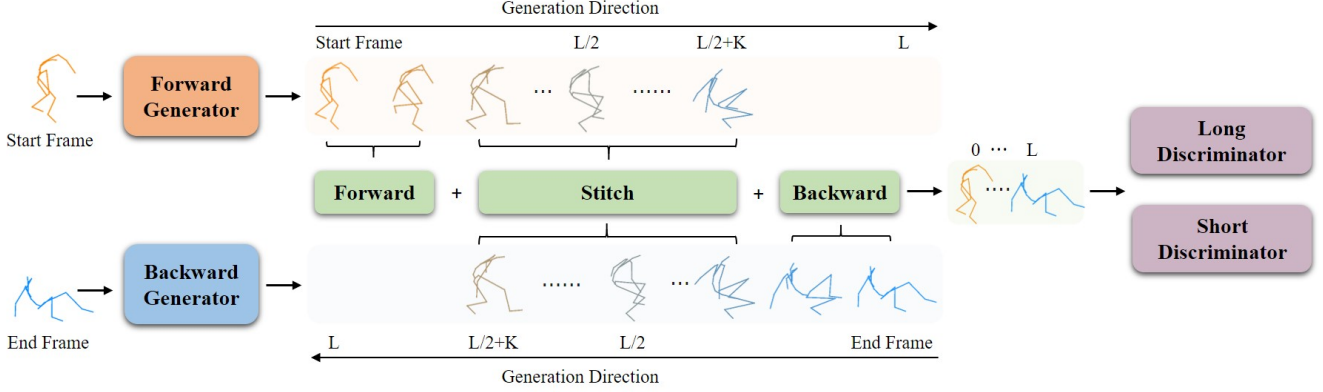 Generation Direction
Start Frame L/2 L/2+K L
Forward
Generator
Start Frame
... ......
Long
Discriminator
0 ... L
Forward + Stitch + Backward
....
Short
Discriminator
Backward
Generator
...... ...
End Frame
L L/2+K L/2 End Frame
Generation Direction